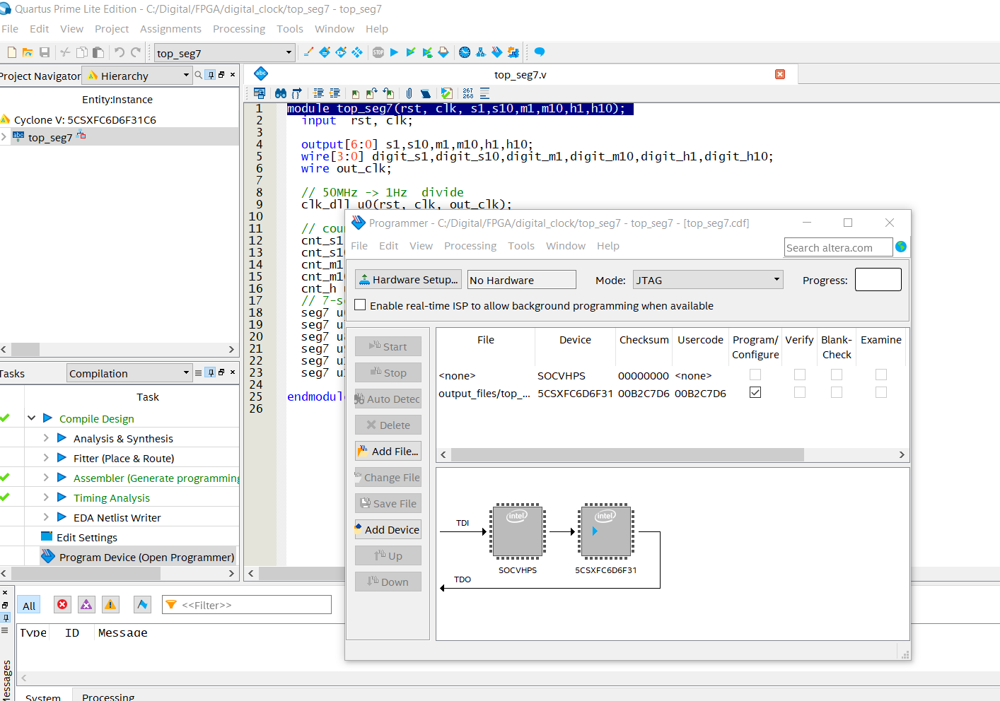 Quartus Prime Lite Edition - C:/Digital/FPGA/digital_clock/top_seg7 - top_seg7
File Edit View Project Assignments Processing Tools Window Help
top_seg7
Project Navigator Hierarchy
Entity:Instance
Cyclone V: 5CSXFC6D6F31C6
top_seg7
Tasks Compilation
Task
Compile Design
Analysis & Synthesis
Fitter (Place & Route)
Assembler (Generate programming
Timing Analysis
EDA Netlist Writer
Edit Settings
Program Device (Open Programmer)
top_seg7.v
267
268
1 module top_seg7(rst, clk, s1,s10,m1,m10,h1,h10);
2 input rst, clk;
3
4 output[6:0] s1,s10,m1,m10,h1,h10;
5 wire[3:0] digit_s1,digit_s10,digit_m1,digit_m10,digit_h1,digit_h10;
6 wire out_clk;
7
8 // 50MHz -> 1Hz divide
9 clk_dll u0(rst, clk, out_clk);
10
11 // cou
12 cnt_s1
13 cnt_s1
14 cnt_m1
15 cnt_m1
16 cnt_h
17 // 7-s
18 seg7 u
19 seg7 u
20 seg7 u
21 seg7 u
22 seg7 u
23 seg7 u
24
25 endmodul
26
Programmer - C:/Digital/FPGA/digital_clock/top_seg7 - top_seg7 - [top_seg7.cdf]
File Edit View Processing Tools Window Help
Search altera.com
Hardware Setup... No Hardware Mode: JTAG Progress:
Enable real-time ISP to allow background programming when available
Start
Stop
Auto Detec
Delete
Add File...
Change File
Save File
Add Device
Up
Down
File Device Checksum Usercode Program/ Verify Blank- Examine
Configure Check
<none> SOCVHPS 00000000 <none>
output_files/top_... 5CSXFC6D6F31 00B2C7D6 00B2C7D6
TDI
intel intel
SOCVHPS 5CSXFC6D6F31
TDO
All <<Filter>>
Type ID Message
Messages
System Processing